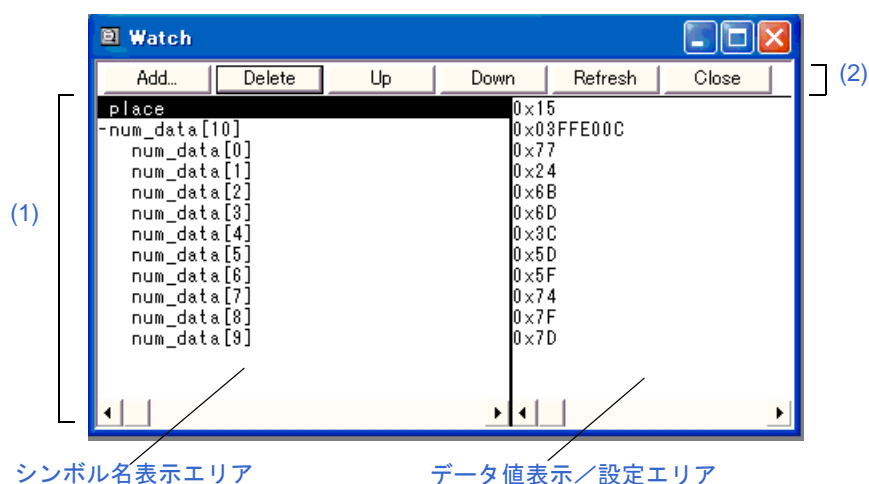 Watch
Add... Delete Up Down Refresh Close
(2)
place 0x15
-num_data[10] 0x03FFE00C
num_data[0] 0x77
num_data[1] 0x24
num_data[2] 0x6B
num_data[3] 0x6D
num_data[4] 0x3C
num_data[5] 0x5D
num_data[6] 0x5F
num_data[7] 0x74
num_data[8] 0x7F
num_data[9] 0x7D
(1)
シンボル名表示エリア データ値表示／設定エリア